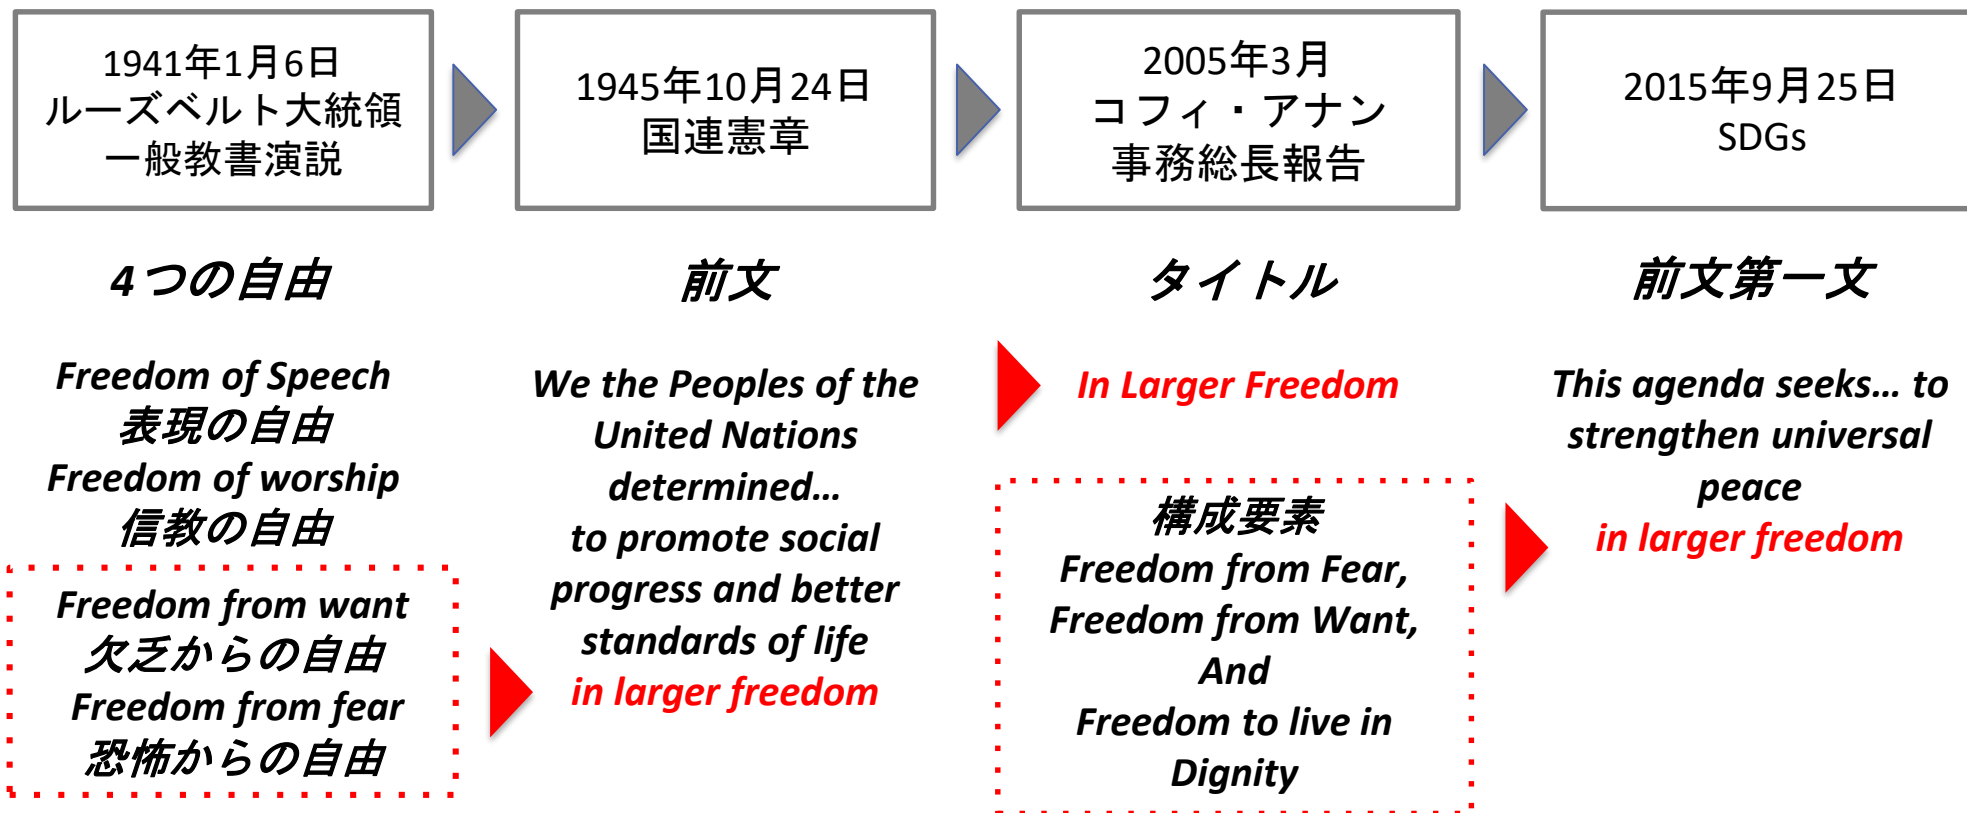 1941年1月6日
ルーズベルト大統領
一般教書演説
1945年10月24日
国連憲章
2005年3月
コフィ・アナン
事務総長報告
2015年9月25日
SDGs
4つの自由
Freedom of Speech
表現の自由
Freedom of worship
信教の自由
Freedom from want
欠乏からの自由
Freedom from fear
恐怖からの自由
前文
We the Peoples of the
United Nations
determined...
to promote social
progress and better
standards of life
in larger freedom
タイトル
In Larger Freedom
構成要素
Freedom from Fear,
Freedom from Want,
And
Freedom to live in
Dignity
前文第一文
This agenda seeks... to
strengthen universal
peace
in larger freedom